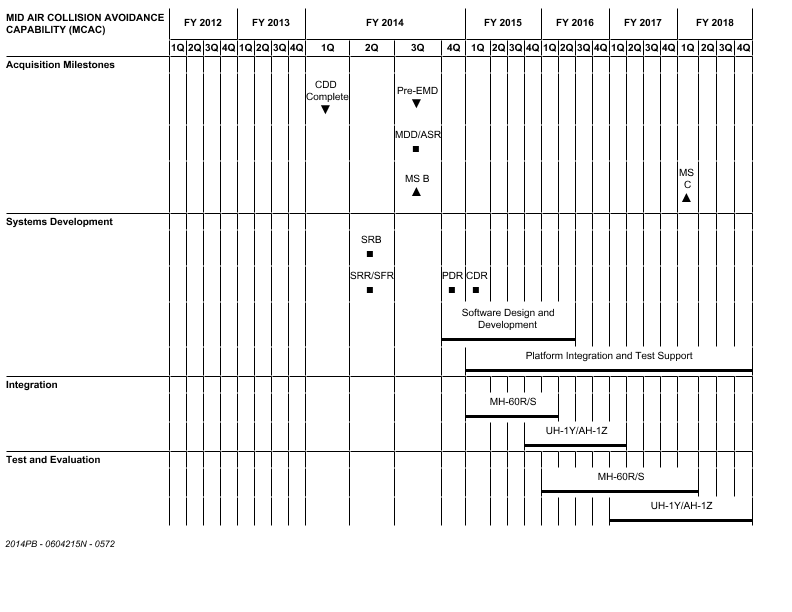 MID AIR COLLISION AVOIDANCE
CAPABILITY (MCAC)
FY 2012 FY 2013 FY 2014 FY 2015 FY 2016 FY 2017 FY 2018
1Q 2Q 3Q 4Q 1Q 2Q 3Q 4Q 1Q 2Q 3Q 4Q 1Q 2Q 3Q 4Q 1Q 2Q 3Q 4Q 1Q 2Q 3Q 4Q 1Q 2Q 3Q 4Q
Acquisition Milestones
CDD
Complete
Pre-EMD
MDD/ASR
MS B
MS
C
Systems Development
SRB
SRR/SFR PDR CDR
Software Design and
Development
Platform Integration and Test Support
Integration
MH-60R/S
UH-1Y/AH-1Z
Test and Evaluation
MH-60R/S
UH-1Y/AH-1Z
2014PB - 0604215N - 0572